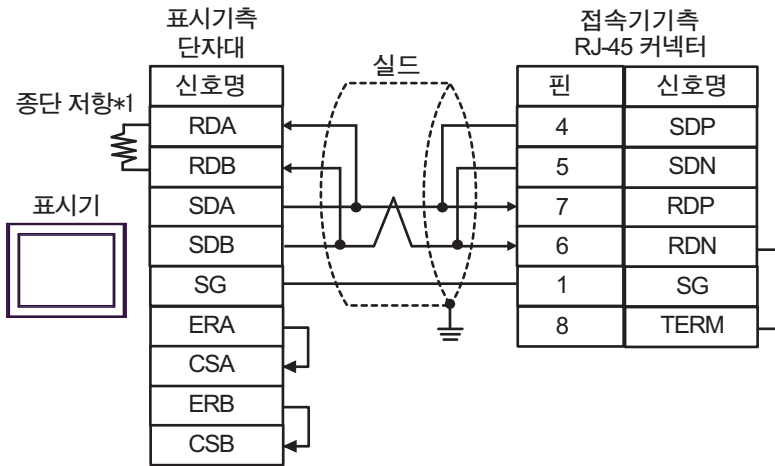 표시기측
단자대
접속기기측
RJ-45 커넥터
실드
종단 저항*1
표시기
신호명
RDA
RDB
SDA
SDB
SG
ERA
CSA
ERB
CSB
핀 신호명
4 SDP
5 SDN
7 RDP
6 RDN
1 SG
8 TERM